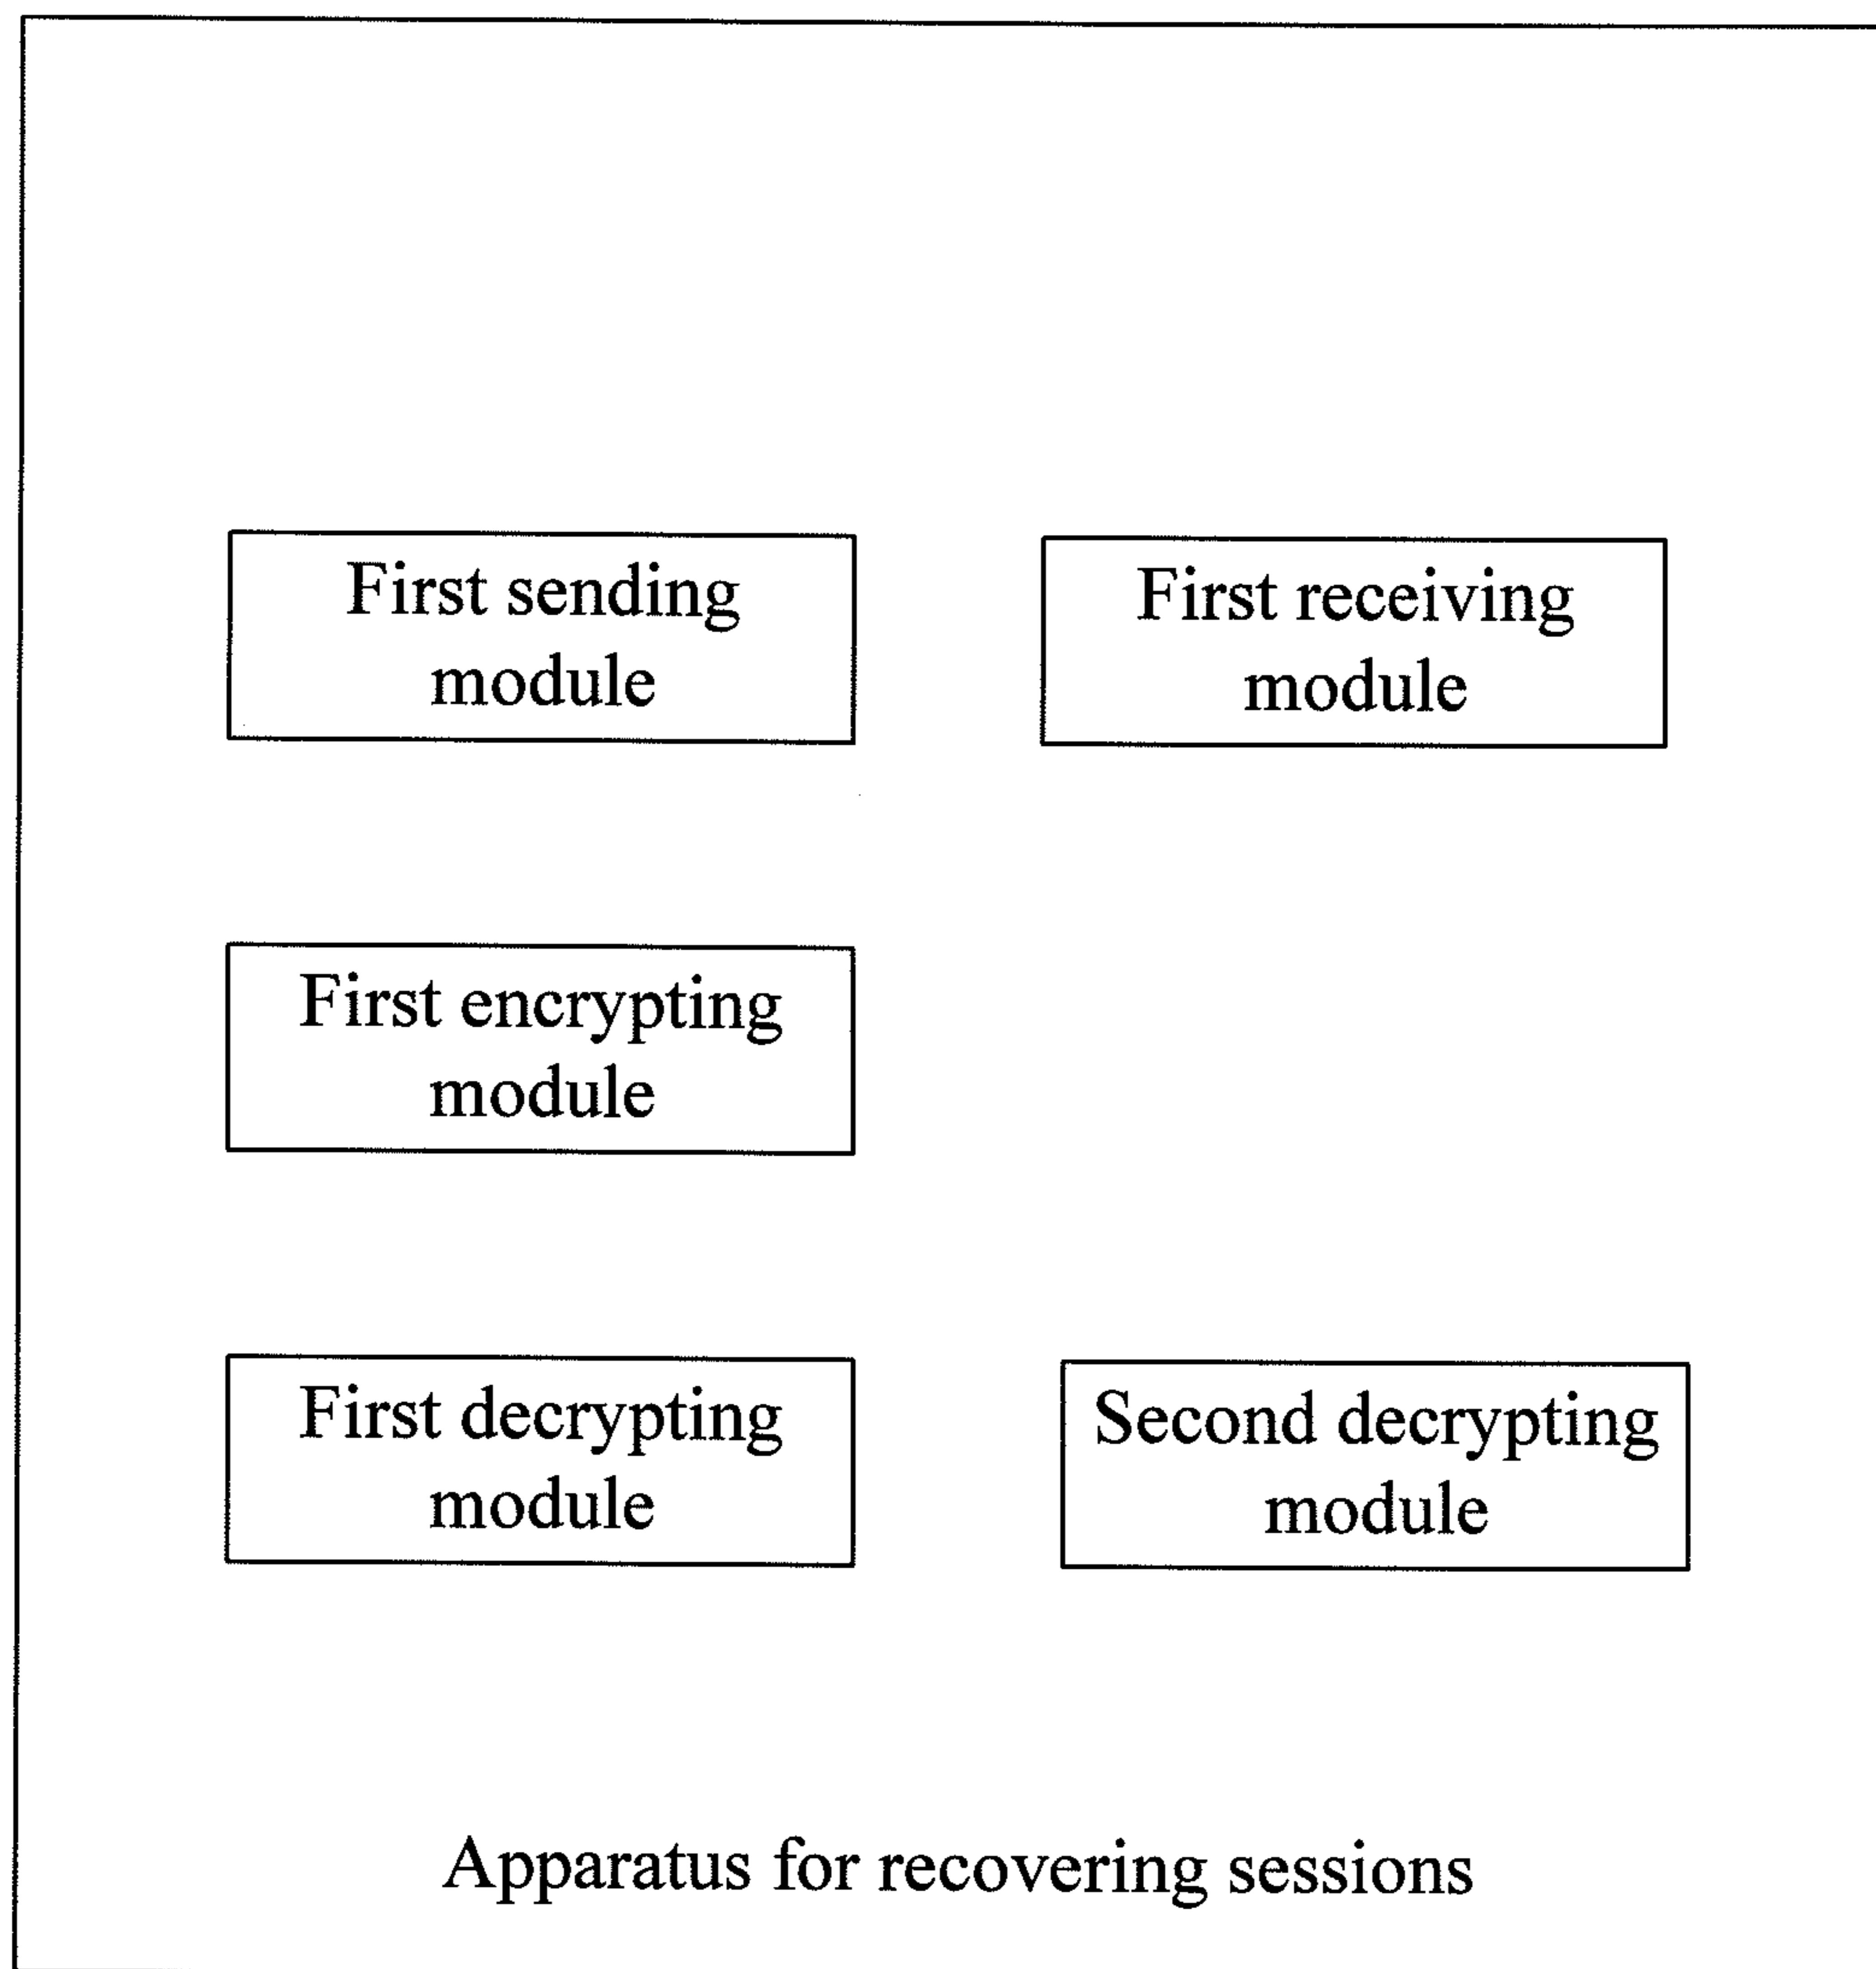 First sending
module
First receiving
module
First encrypting
module
First decrypting
module
Second decrypting
module
Apparatus for recovering sessions